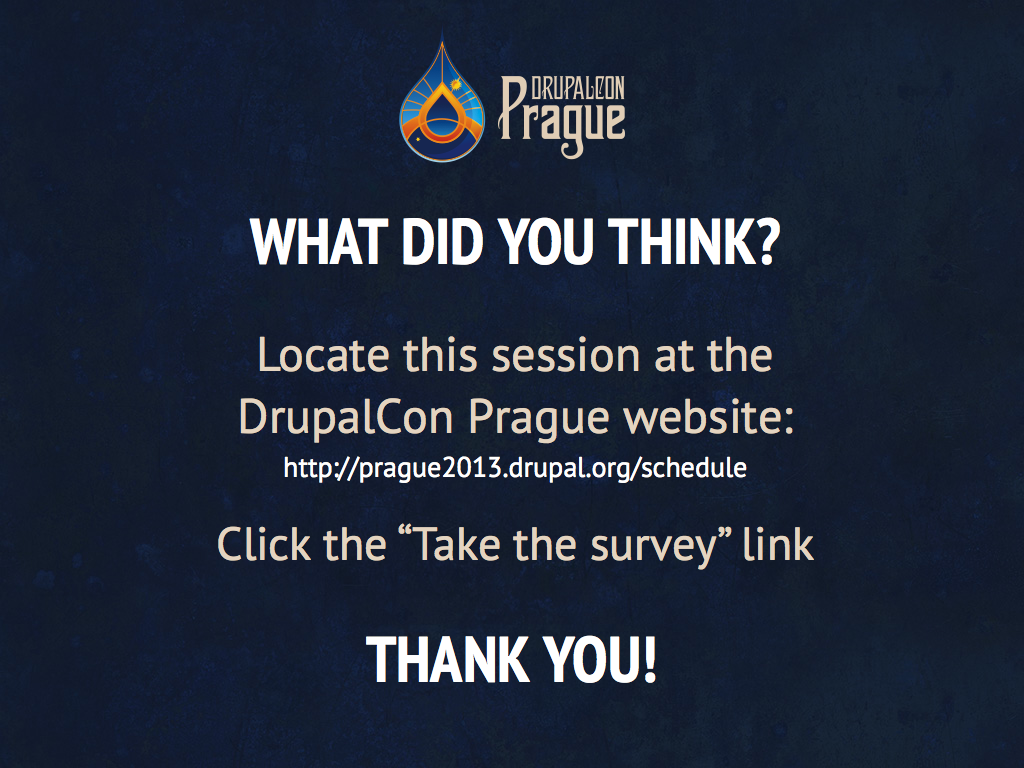 DRUPALCON
Prague
WHAT DID YOU THINK?
Locate this session at the
DrupalCon Prague website:
http://prague2013.drupal.org/schedule
Click the “Take the survey” link
THANK YOU!